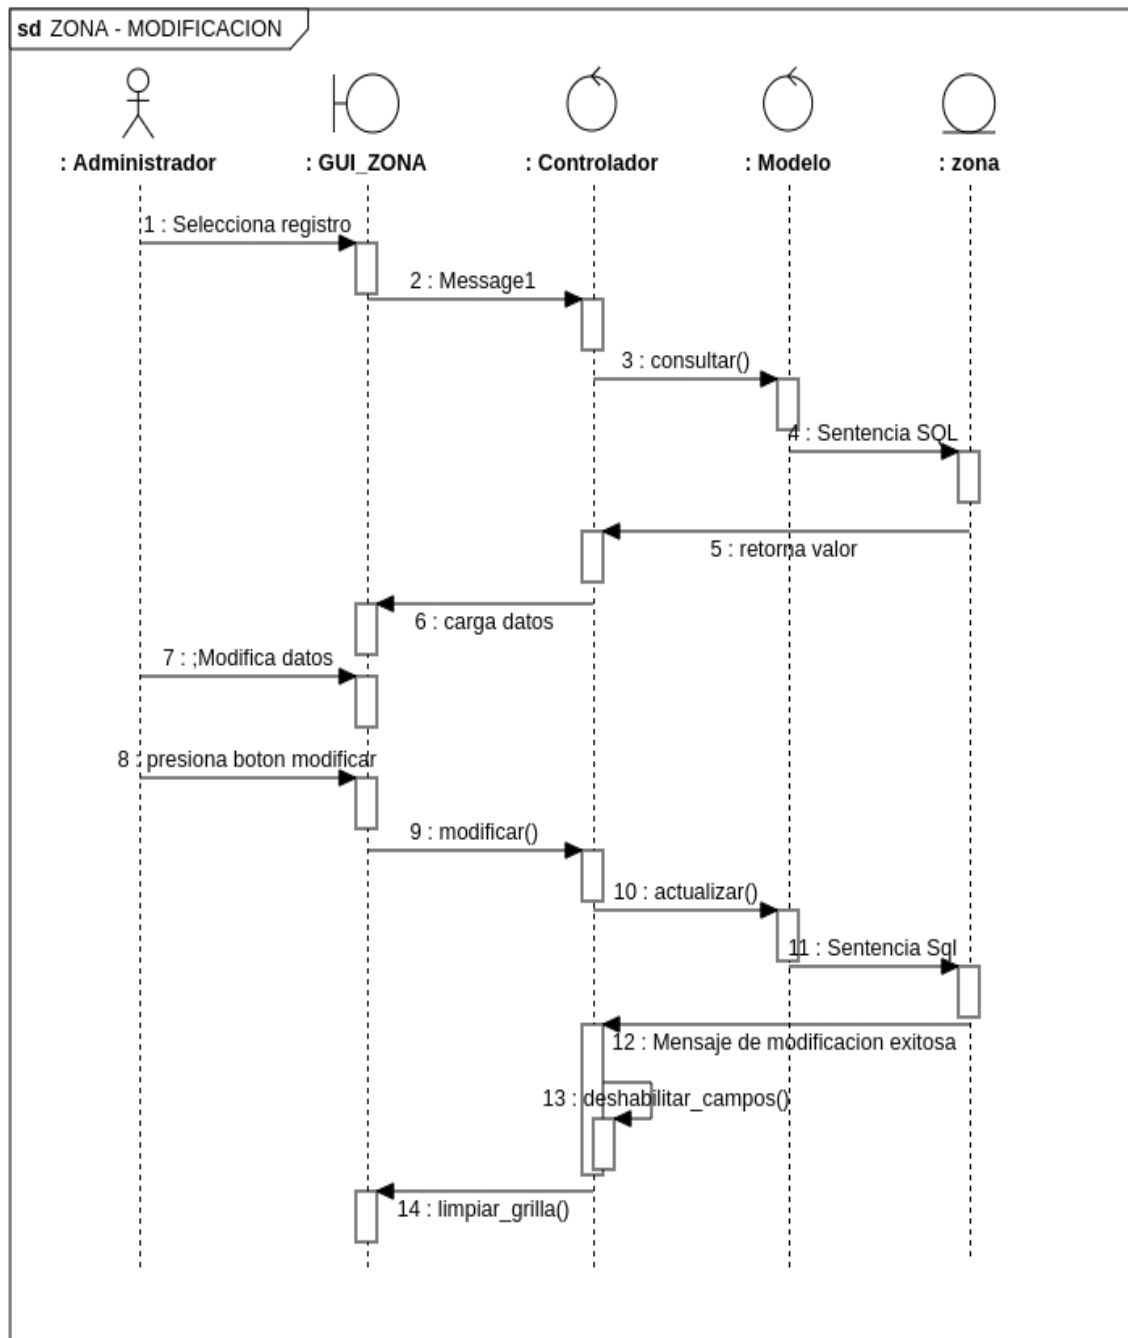 sd ZONA - MODIFICACION
: Administrador
: GUI_ZONA
: Controlador
: Modelo
: zona
1 : Selecciona registro
2 : Message1
3 : consultar()
4 : Sentencia SQL
5 : retorna valor
6 : carga datos
7 : ;Modifica datos
8 : presiona boton modificar
9 : modificar()
10 : actualizar()
11 : Sentencia Sql
12 : Mensaje de modificacion exitosa
13 : deshabilitar_campos()
14 : limpiar_grilla()